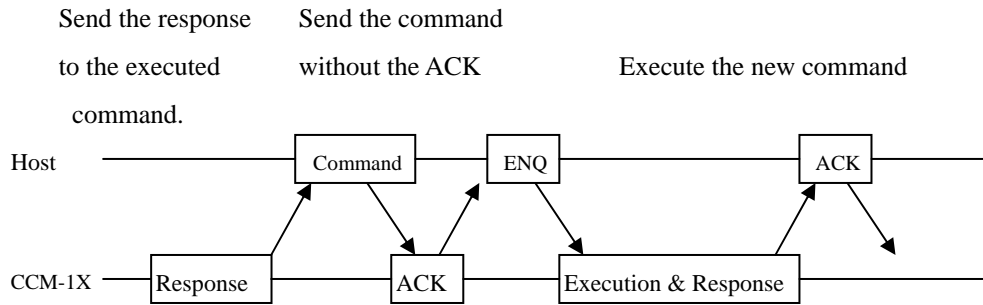 Send the response
to the executed
command.
Send the command
without the ACK
Execute the new command
Host
Command
ENQ
ACK
CCM-1X
Response
ACK
Execution & Response